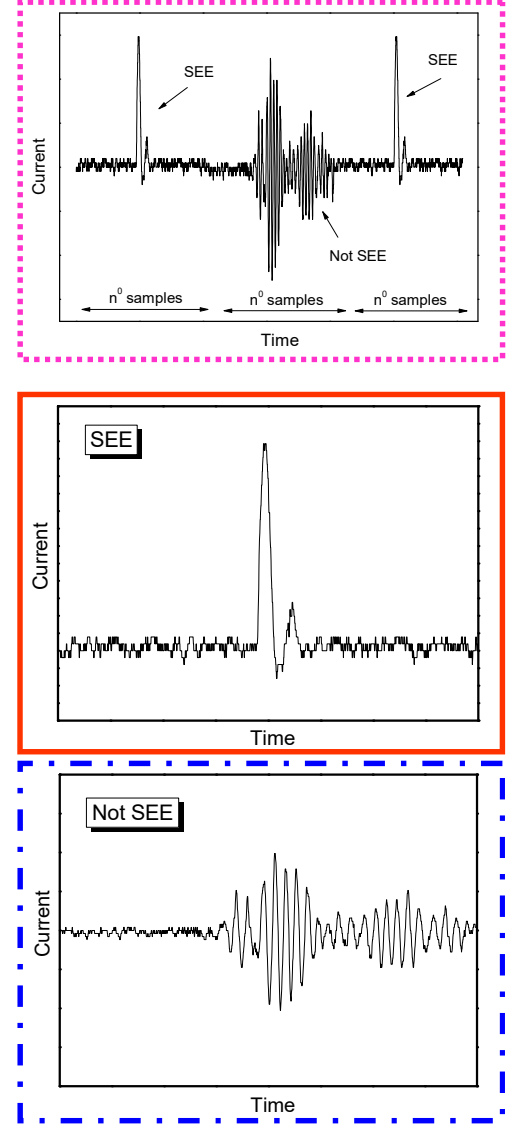 SEE
SEE
Current
Not SEE
n⁰ samples
n⁰ samples
n⁰ samples
Time
SEE
Current
Time
Not SEE
Current
Time